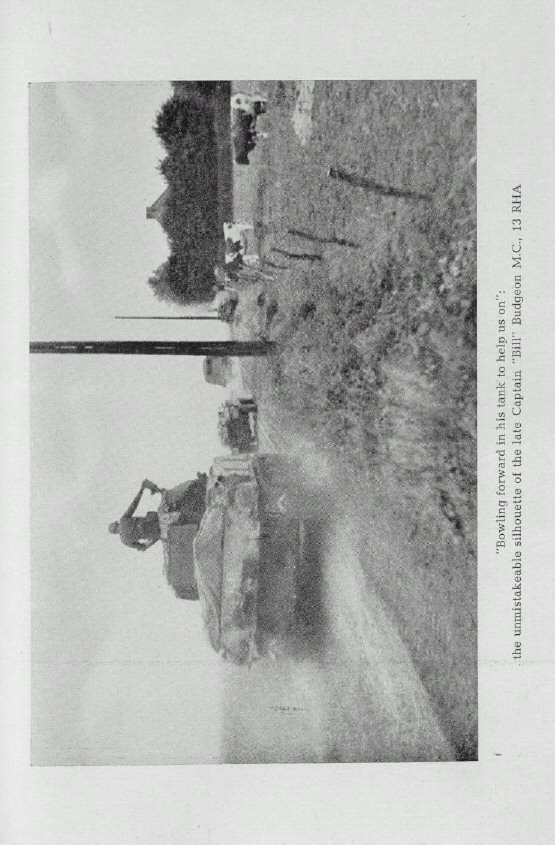 "Bowling forward in his tank to help us on":
the unmistakeable silhouette of the late Captain "Bill" Budgeon M.C., 13 RHA